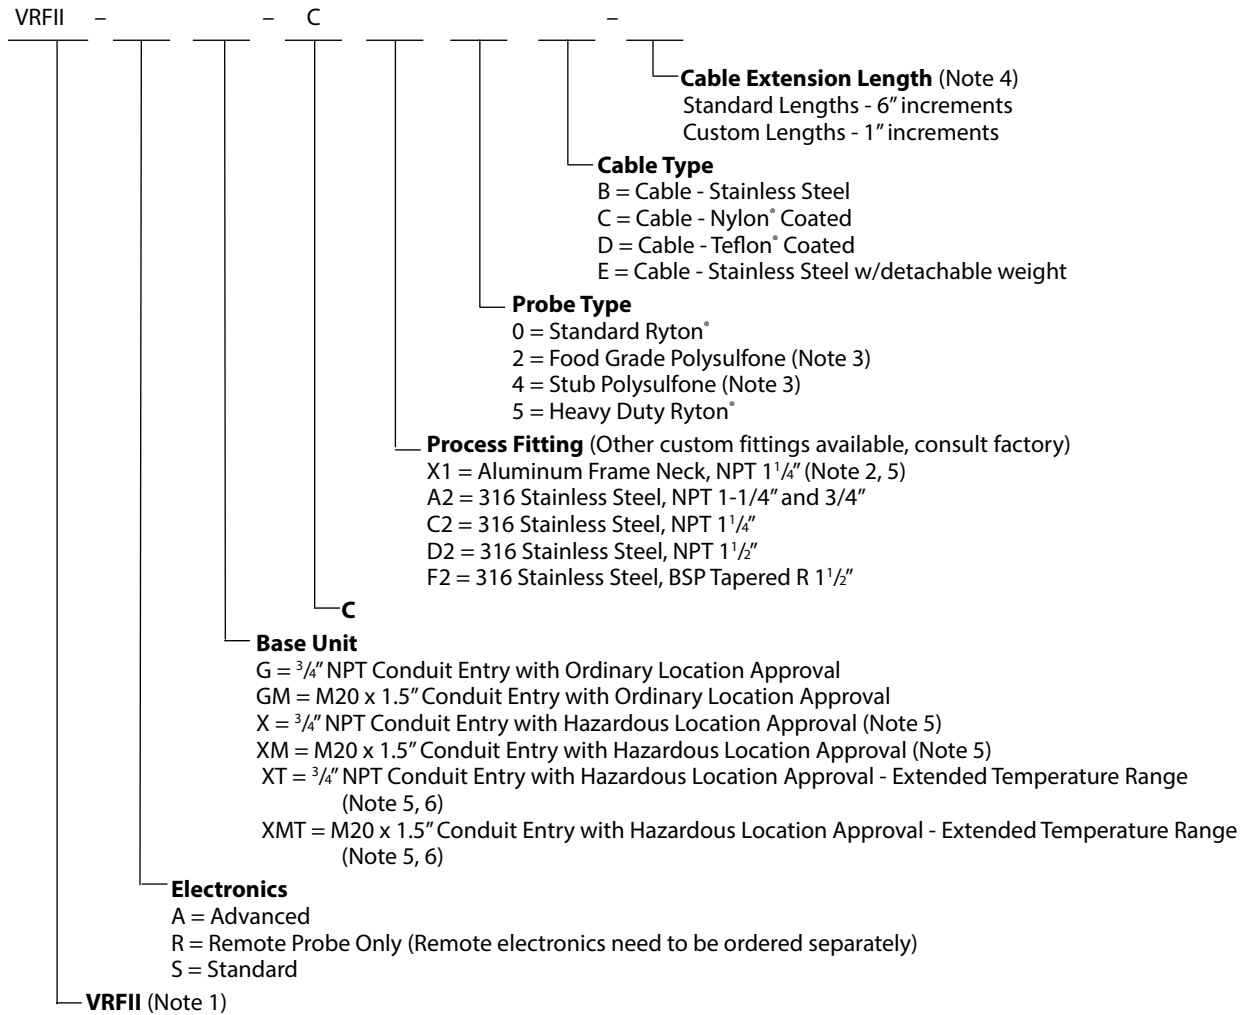 VRFII – – C –
Cable Extension Length (Note 4)
Standard Lengths - 6” increments
Custom Lengths - 1” increments
Cable Type
B = Cable - Stainless Steel
C = Cable - Nylon® Coated
D = Cable - Teflon® Coated
E = Cable - Stainless Steel w/detachable weight
Probe Type
0 = Standard Ryton®
2 = Food Grade Polysulfone (Note 3)
4 = Stub Polysulfone (Note 3)
5 = Heavy Duty Ryton®
Process Fitting (Other custom fittings available, consult factory)
X1 = Aluminum Frame Neck, NPT 1¹/₄” (Note 2, 5)
A2 = 316 Stainless Steel, NPT 1-1/4” and 3/4”
C2 = 316 Stainless Steel, NPT 1¹/₄”
D2 = 316 Stainless Steel, NPT 1¹/₂”
F2 = 316 Stainless Steel, BSP Tapered R 1¹/₂”
C
Base Unit
G = ³/₄” NPT Conduit Entry with Ordinary Location Approval
GM = M20 x 1.5” Conduit Entry with Ordinary Location Approval
X = ³/₄” NPT Conduit Entry with Hazardous Location Approval (Note 5)
XM = M20 x 1.5” Conduit Entry with Hazardous Location Approval (Note 5)
XT = ³/₄” NPT Conduit Entry with Hazardous Location Approval - Extended Temperature Range
(Note 5, 6)
XMT = M20 x 1.5” Conduit Entry with Hazardous Location Approval - Extended Temperature Range
(Note 5, 6)
Electronics
A = Advanced
R = Remote Probe Only (Remote electronics need to be ordered separately)
S = Standard
VRFII (Note 1)